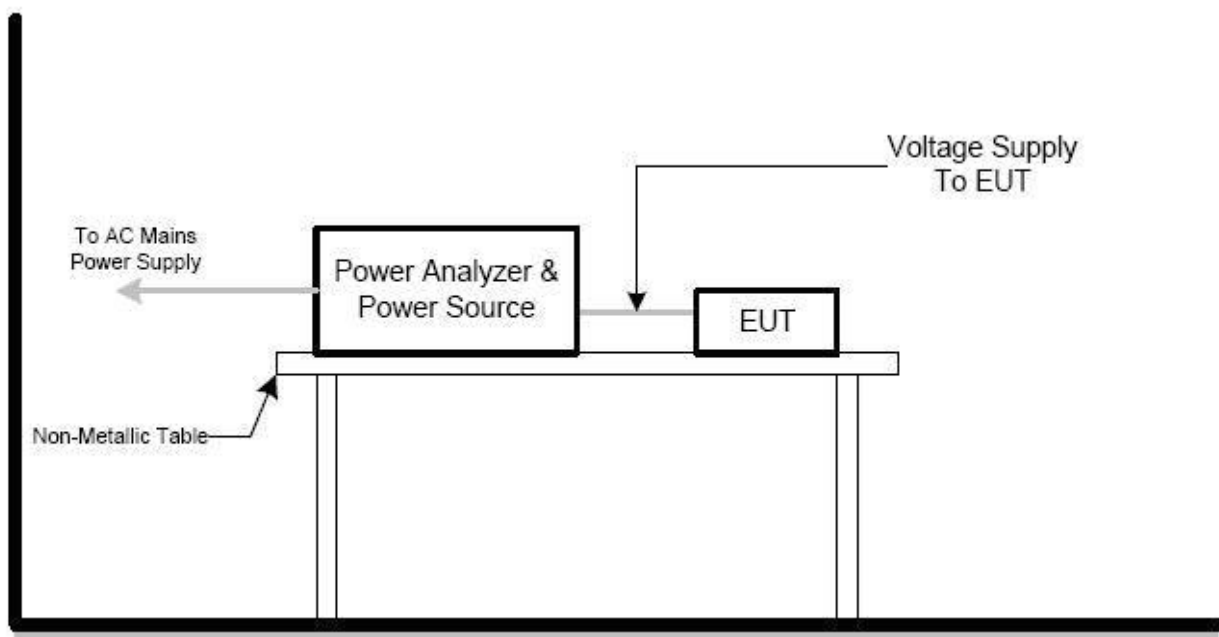 Voltage Supply
To EUT
To AC Mains
Power Supply
Power Analyzer &
Power Source
EUT
Non-Metallic Table